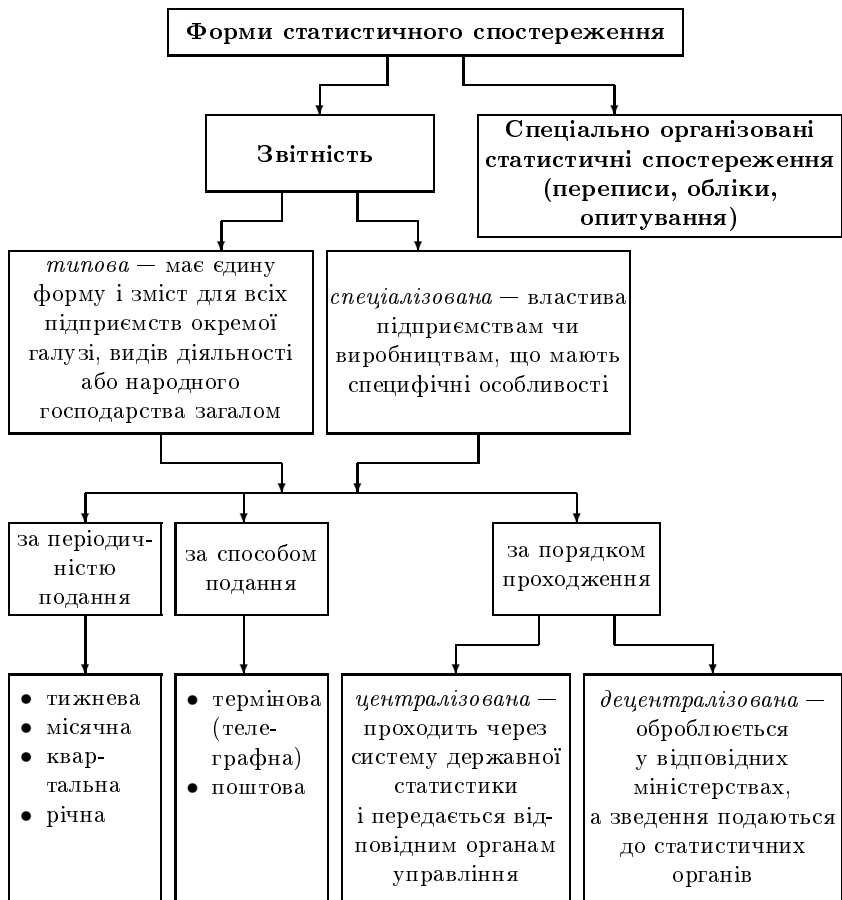 Форми статистичного спостереження
Звітність
Спеціально організовані
статистичні спостереження
(переписи, обліки,
опитування)
типова — має єдину
форму і зміст для всіх
підприємств окремої
галузі, видів діяльності
або народного
господарства загалом
спеціалізована — властива
підприємствам чи
виробництвам, що мають
специфічні особливості
за періодич-
ністю
подання
за способом
подання
за порядком
проходження
• тижнева
• місячна
• квар-
тальна
• річна
• термінова
(теле-
графна)
• поштова
централізована —
проходить через
систему державної
статистики
і передається від-
повідним органам
управління
децентралізована —
оброблюється
у відповідних
міністерствах,
а зведення подаються
до статистичних
органів